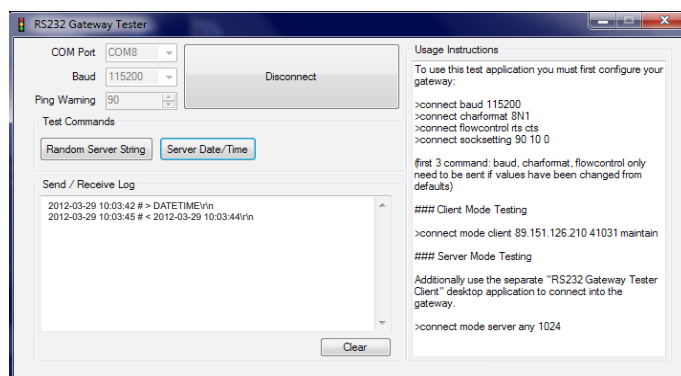 RS232 Gateway Tester
COM Port COM8
Baud 115200
Ping Warning 90
Disconnect
Test Commands
Random Server String Server Date/Time
Send / Receive Log
2012-03-29 10:03:42 # > DATETIME\r\n
2012-03-29 10:03:45 # < 2012-03-29 10:03:44\r\n
Clear
Usage Instructions
To use this test application you must first configure your
gateway:
>connect baud 115200
>connect charformat 8N1
>connect flowcontrol rts cts
>connect socksetting 90 10 0
(first 3 command: baud, charfomat, flowcontrol only
need to be sent if values have been changed from
defaults)
### Client Mode Testing
>connect mode client 89.151.126.210 41031 maintain
### Server Mode Testing
Additionally use the separate "RS232 Gateway Tester
Client" desktop application to connect into the
gateway.
>connect mode server any 1024